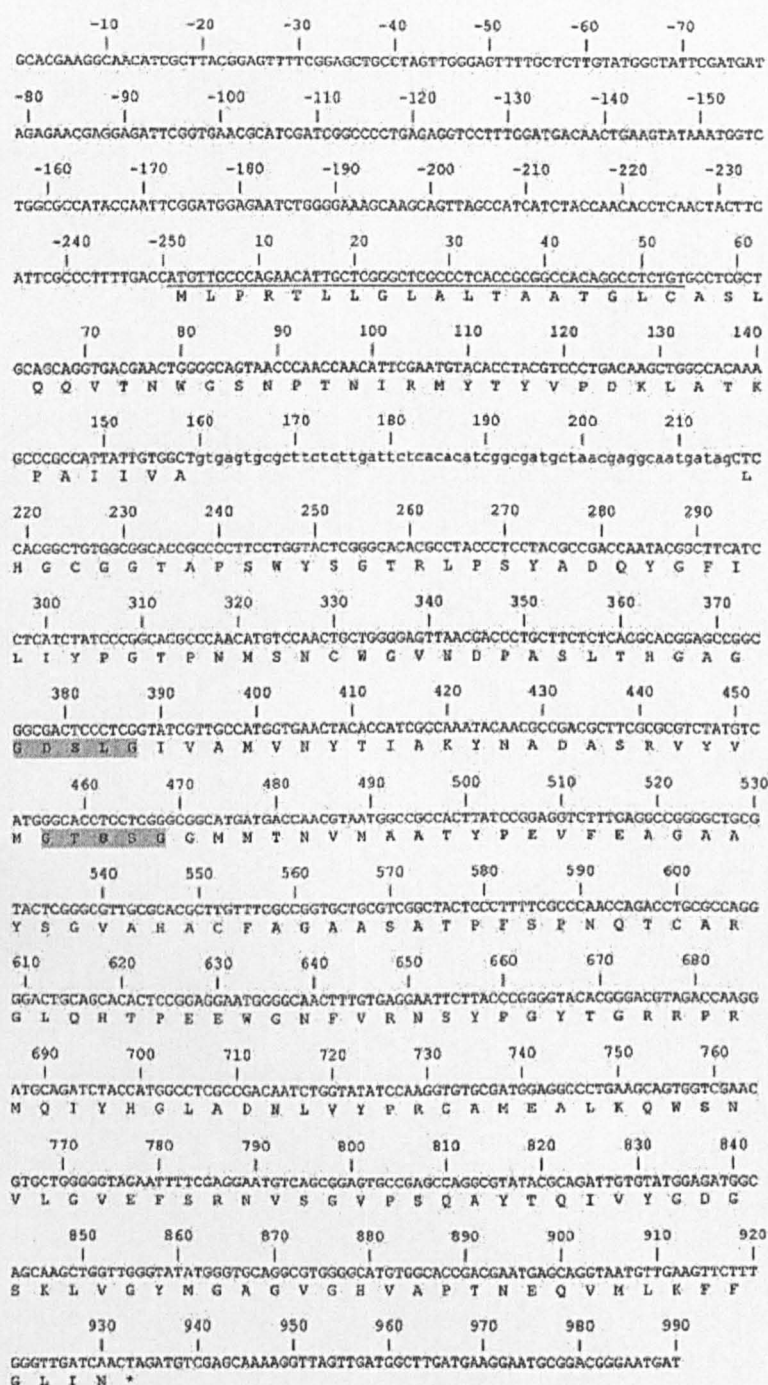 -10 -20 -30 -40 -50 -60 -70
GCACGAAGGCAACATCGCTTACGGAGTTTTTCGGAGCTGCCTAGTTGGGAGTTTTTGCTCTTGTATGGCTATTCGATGAT
-80 -90 -100 -110 -120 -130 -140 -150
AGAGAACGAGGAGATTCGGTGAACGCATCGATCGGCCCCTGAGAGGTCCTTTGGATGACAACTGAAGTATAAATGGTC
-160 -170 -180 -190 -200 -210 -220 -230
TGGCGCCATACCAATTCGGATGGAGAATCTGGGGAAAGCAAGCAGTTAGCCATCATCTACCAACACCTCAACTACTTC
-240 -250 10 20 30 40 50 60
ATTCGCCCTTTTGACCATGTTGCCCAGAACATTGCTCGGGCTCGCCCTCACCGCGGCCACAGGCCTCTGTGCCTCGCT
M L P R T L L G L A L T A A T G L C A S L
70 80 90 100 110 120 130 140
GCAGCAGGTGACGAACTGGGGCAGTAACCCAACCAACATTCGAATGTACACCTACGTCCCTGACAAGCTGGCCACAAA
Q Q V T N W G S N P T N I R M Y T Y V P D K L A T K
150 160 170 180 190 200 210
GCCCGCCATTATTGTGGCTgtgagtgcgcttctcttgattctcacacatcggcgatgctaacgaggcaatgatagCTC
P A I I V A L
220 230 240 250 260 270 280 290
CACGGCTGTGGCGGCACCGCCCCTTCCTGGTACTCGGGCACACGCCTACCCTCCTACGCCGACCAATACGGCTTCATC
H G C G G T A P S W Y S G T R L P S Y A D Q Y G F I
300 310 320 330 340 350 360 370
CTCATCTATCCCGGCACGCCCAACATGTCCAACTGCTGGGGAGTTAACGACCCTGCTTCTCTCACGCACGGAGCCGGC
L I Y P G T P N M S N C W G V N D P A S L T H G A G
380 390 400 410 420 430 440 450
GGCGACTCCCTCGGTATCGTTGCCATGGTGAACTACACCATCGCCAAATACAACGCCGACGCTTCGCGCGTCTATGTC
G D S L G I V A M V N Y T I A K Y N A D A S R V Y V
460 470 480 490 500 510 520 530
ATGGGCACCTCCTCGGGCGGCATGATGACCAACGTAATGGCCGCCACTTATCCGGAGGTCTTTGAGGCCGGGGCTGCG
M G T S S G G M M T N V M A A T Y P E V F E A G A A
540 550 560 570 580 590 600
TACTCGGGCGTTGCGCACGCTTGTTTCGCCGGTGCTGCGTCGGCTACTCCCTTTTCGCCCAACCAGACCTGCGCCAGG
Y S G V A H A C F A G A A S A T P F S P N Q T C A R
610 620 630 640 650 660 670 680
GGACTGCAGCACACTCCGGAGGAATGGGGCAACTTTGTGAGGAATTCTTACCCGGGGTACACGGGACGTAGACCAAGG
G L Q H T P E E W G N F V R N S Y P G Y T G R R P R
690 700 710 720 730 740 750 760
ATGCAGATCTACCATGGCCTCGCCGACAATCTGGTATATCCAAGGTGTGCGATGGAGGCCCTGAAGCAGTGGTCGAAC
M Q I Y H G L A D N L V Y P R C A M E A L K Q W S N
770 780 790 800 810 820 830 840
GTGCTGGGGGTAGAATTTTCGAGGAATGTCAGCGGAGTGCCGAGCCAGGCGTATACGCAGATTGTGTATGGAGATGGC
V L G V E F S R N V S G V P S Q A Y T Q I V Y G D G
850 860 870 880 890 900 910 920
AGCAAGCTGGTTGGGTATATGGGTGCAGGCGTGGGGCATGTGGCACCGACGAATGAGCAGGTAATGTTGAAGTTCTTT
S K L V G Y M G A G V G H V A P T N E Q V M L K F F
930 940 950 960 970 980 990
GGGTTGATCAACTAGATGTCGAGCAAAAGGTTAGTTGATGGCTTGATGAAGGAATGCGGACGGGAATGAT
G L I N *